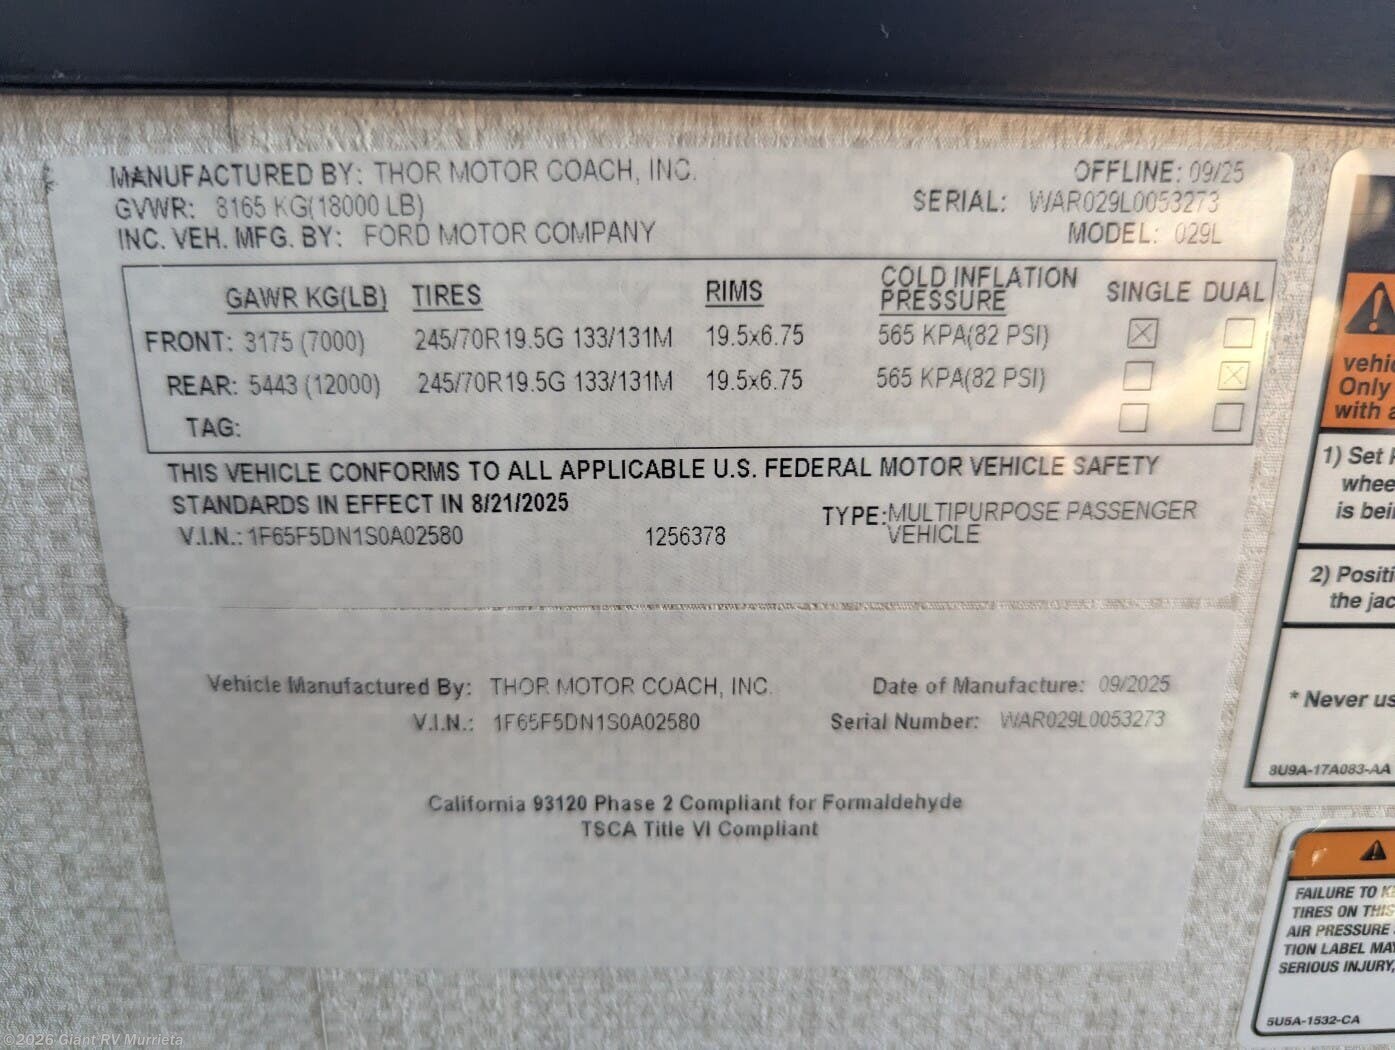 MANUFACTURED BY: THOR MOTOR COACH, INC.
OFFLINE: 09/25
GVWR: 8165 KG(18000 LB)
SERIAL: WAR029L0053273
INC. VEH. MFG. BY: FORD MOTOR COMPANY
MODEL: 029L
GAWR KG(LB) TIRES RIMS COLD INFLATION PRESSURE SINGLE DUAL
FRONT: 3175 (7000) 245/70R19.5G 133/131M 19.5x6.75 565 KPA(82 PSI)
REAR: 5443 (12000) 245/70R19.5G 133/131M 19.5x6.75 565 KPA(82 PSI)
TAG:
THIS VEHICLE CONFORMS TO ALL APPLICABLE U.S. FEDERAL MOTOR VEHICLE SAFETY
STANDARDS IN EFFECT IN 8/21/2025
TYPE: MULTIPURPOSE PASSENGER
VEHICLE
V.I.N.: 1F65F5DN1S0A02580 1256378
Vehicle Manufactured By: THOR MOTOR COACH, INC.
Date of Manufacture: 09/2025
V.I.N.: 1F65F5DN1S0A02580
Serial Number: WAR029L0053273
California 93120 Phase 2 Compliant for Formaldehyde
TSCA Title VI Compliant
Only
with
1) Set
is
2)
the
* Never
8U9A-17A083-AA
FAILURE TO
TIRES ON THIS
AIR PRESSURE
TION LABEL MAY
SERIOUS INJURY,
5U5A-1532-CA
©2026 Giant RV Murrieta